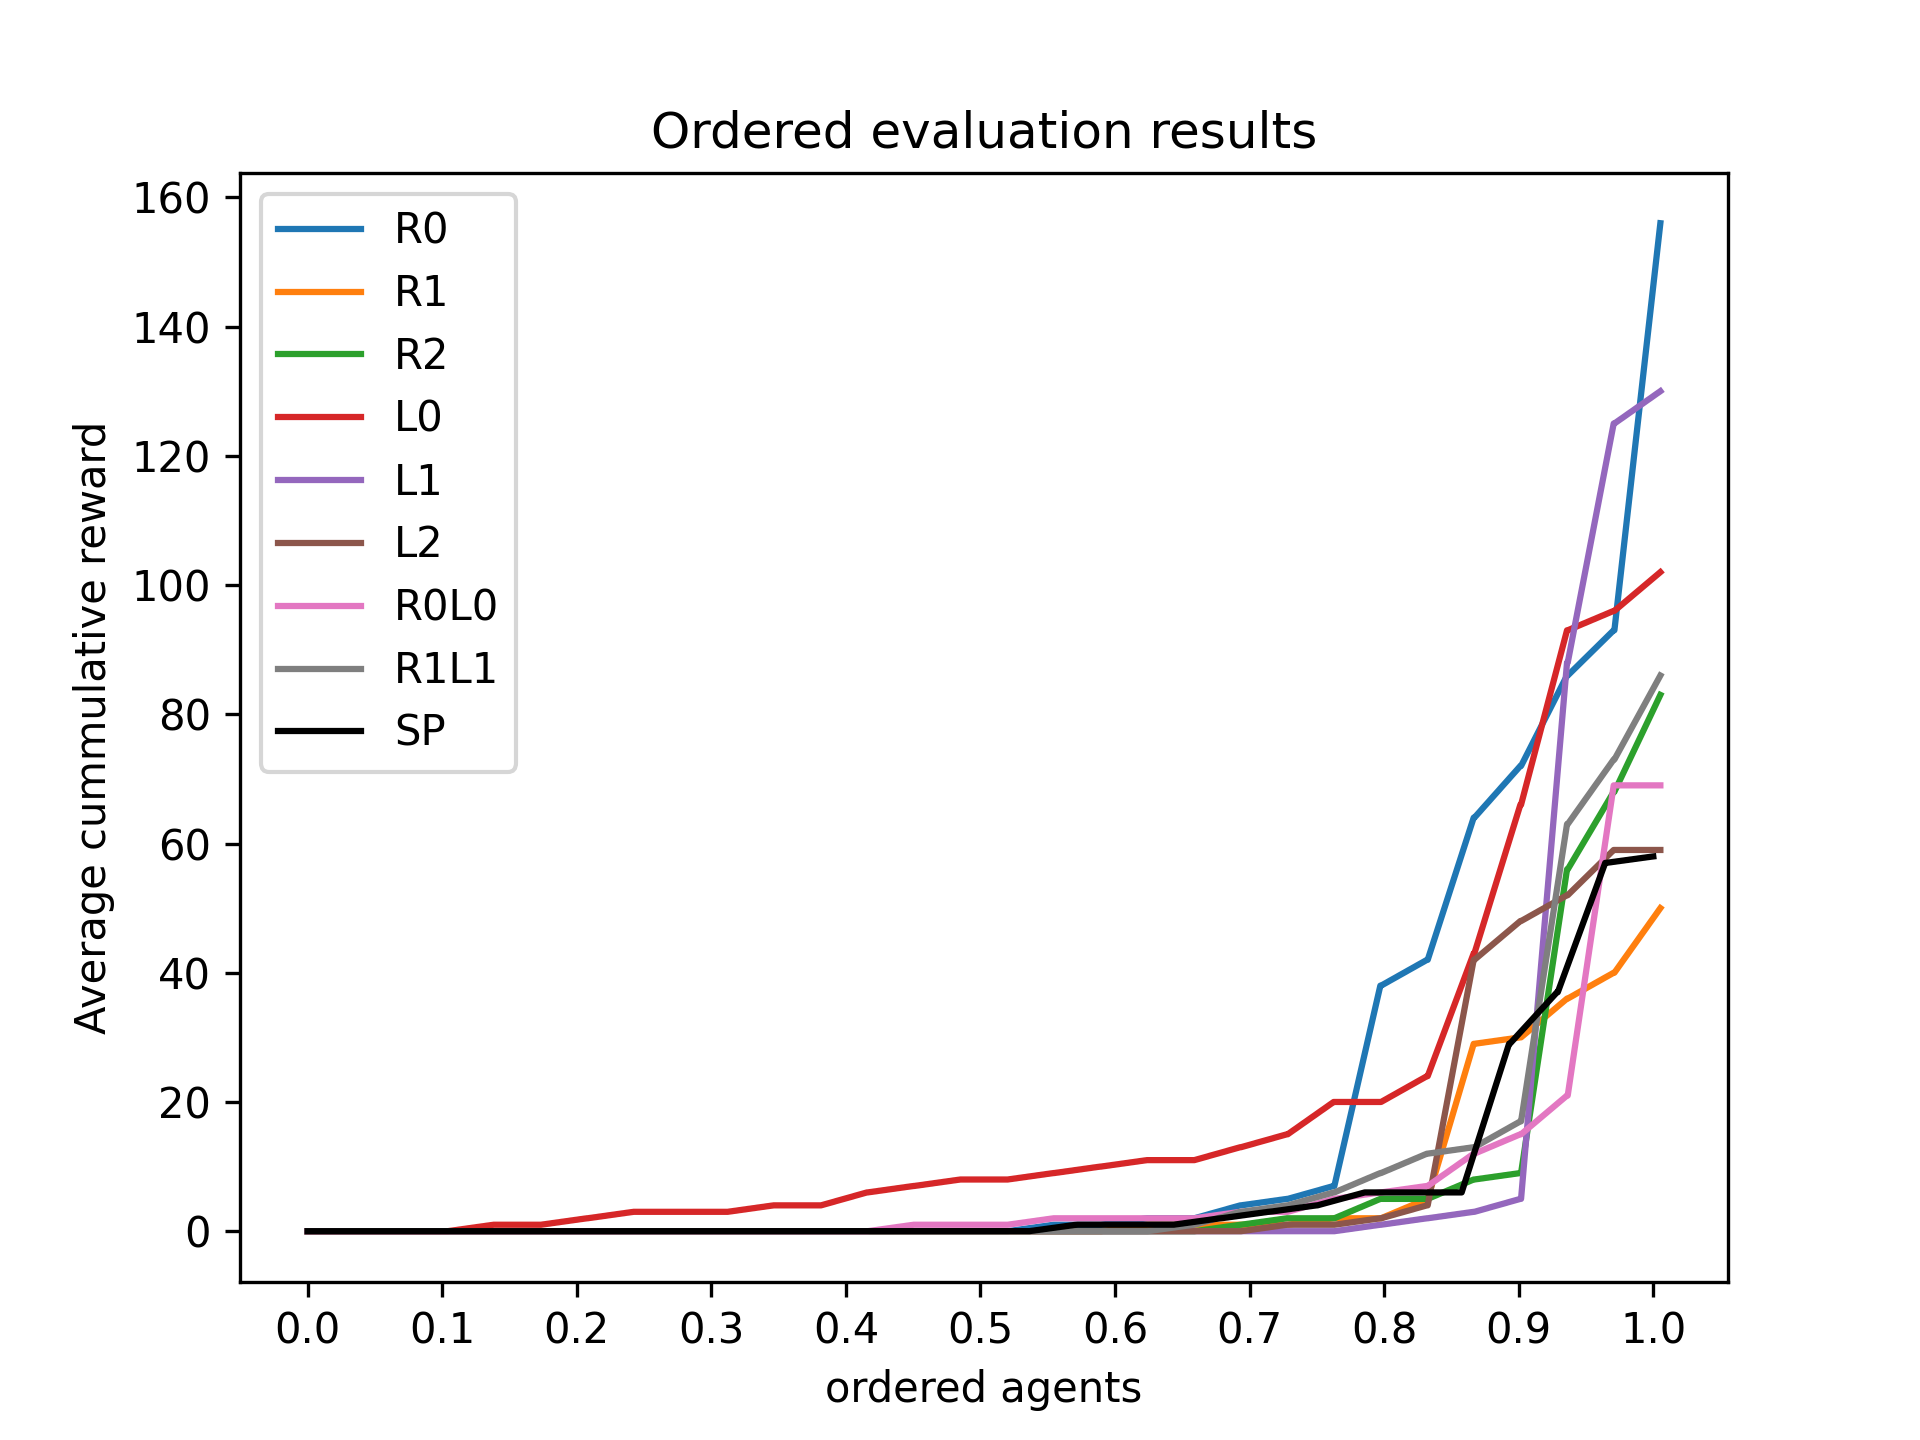 Ordered evaluation results
Average cummulative reward
160
140
120
100
80
60
40
20
0
R0
R1
R2
L0
L1
L2
R0L0
R1L1
SP
0.0 0.1 0.2 0.3 0.4 0.5 0.6 0.7 0.8 0.9 1.0
ordered agents